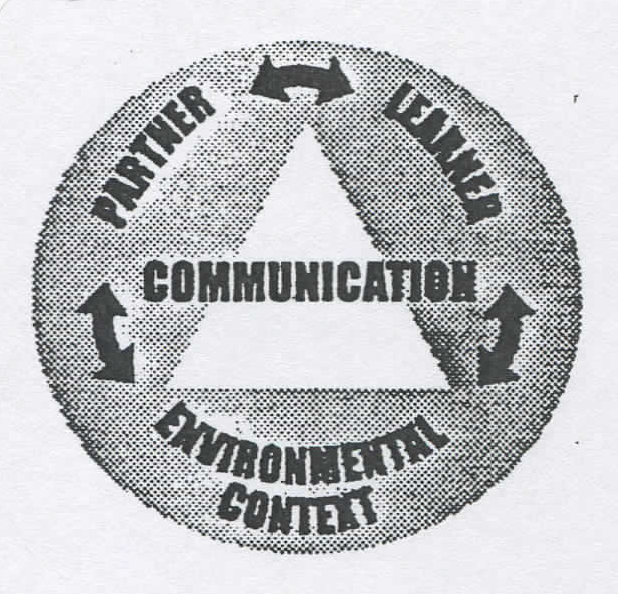 PARTNER
LEARNER
COMMUNICATION
ENVIRONMENTAL
CONTEXT